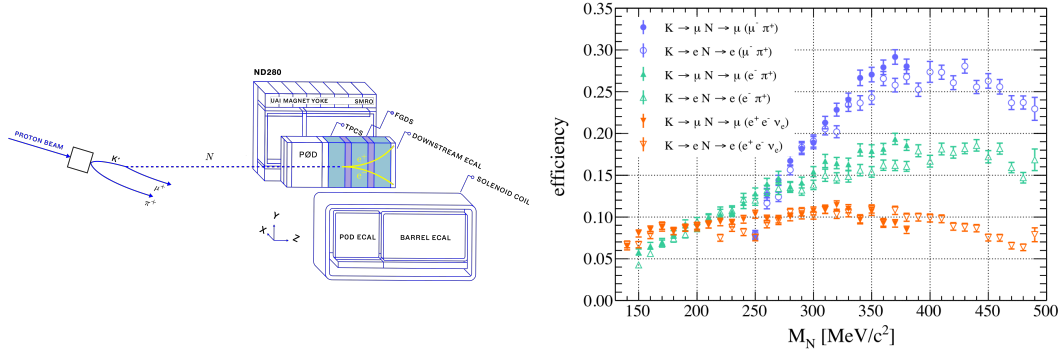 ND280
UA1 MAGNET YOKE
SMRD
TPCS
FGDS
DOWNSTREAM ECAL
SOLENOID COIL
PROTON BEAM
K⁺
N
PØD
e⁺
e⁻
μ⁺
π⁺
Y
X
Z
POD ECAL
BARREL ECAL
K → μ N → μ (μ⁻ π⁺)
K → e N → e (μ⁻ π⁺)
K → μ N → μ (e⁻ π⁺)
K → e N → e (e⁻ π⁺)
K → μ N → μ (e⁺ e⁻ νₑ)
K → e N → e (e⁺ e⁻ νₑ)
efficiency
0.35
0.30
0.25
0.20
0.15
0.10
0.05
0.00
150 200 250 300 350 400 450 500
M_N [MeV/c²]